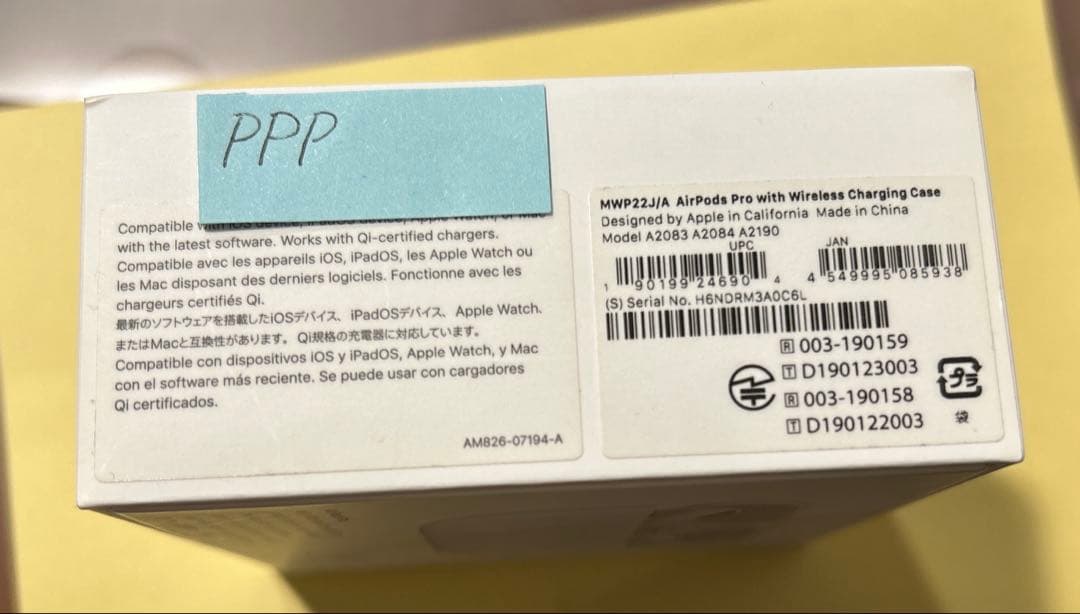 PPP
Compatible with iOS device,
with the latest software. Works with Qi-certified chargers.
Compatible avec les appareils iOS, iPadOS, les Apple Watch ou
les Mac disposant des derniers logiciels. Fonctionne avec les
chargeurs certifiés Qi.
最新のソフトウェアを搭載したiOSデバイス、iPadOSデバイス、Apple Watch、
またはMacと互換性があります。Qi規格の充電器に対応しています。
Compatible con dispositivos iOS y iPadOS, Apple Watch, y Mac
con el software más reciente. Se puede usar con cargadores
Qi certificados.
AM826-07194-A
MWP22J/A AirPods Pro with Wireless Charging Case
Designed by Apple in California Made in China
Model A2083 A2084 A2190
UPC
1 90199 24690 4
JAN
4 549995 085938
(S) Serial No. H6NDRM3A0C6L
R 003-190159
T D190123003
R 003-190158
T D190122003
プラ
袋